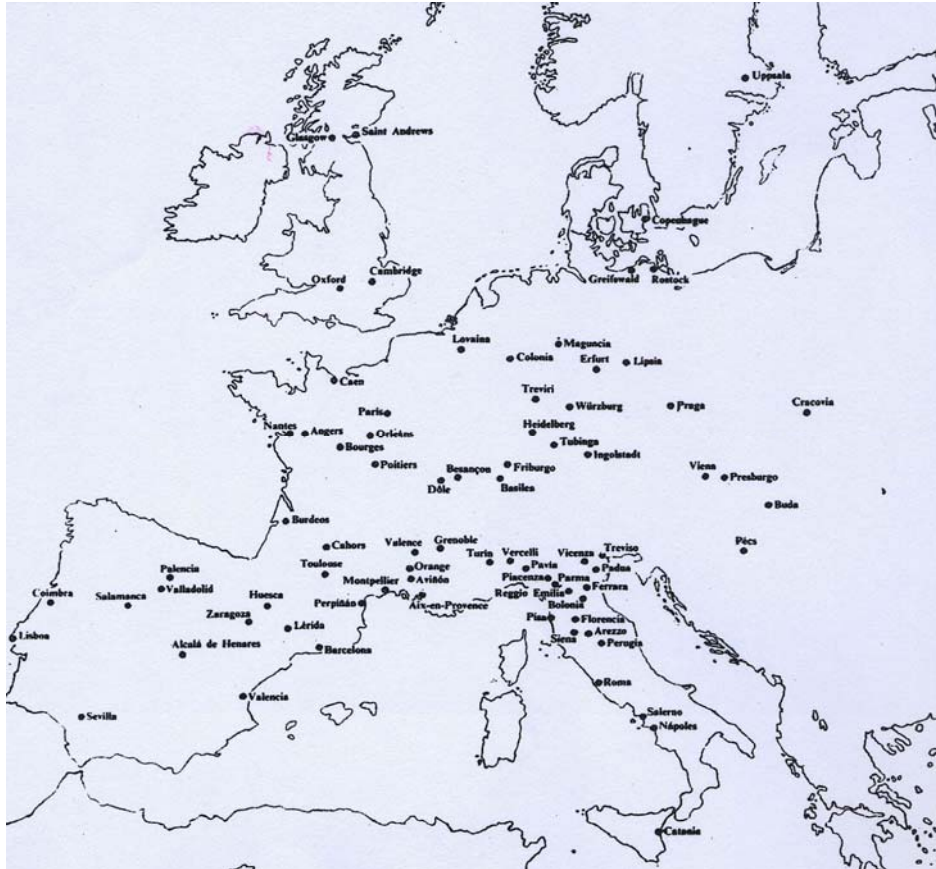 Uppsala
Saint Andrews
Glasgow
Copenhague
Cambridge
Oxford
Greifswald
Rostock
Lovaina
Maguncia
Colonia
Erfurt
Lipsia
Caen
Treviri
Paris
Würzburg
Praga
Cracovia
Nantes
Angers
Orleáns
Heidelberg
Bourges
Tubinga
Ingolstadt
Poitiers
Besançon
Friburgo
Viena
Presburgo
Dôle
Basilea
Buda
Burdeos
Cahors
Valence
Grenoble
Turin
Vercelli
Vicenza
Treviso
Pécs
Toulouse
Orange
Pavia
Padua
Palencia
Montpellier
Aviñón
Piacenza
Parma
Ferrara
Valladolid
Coimbra
Salamanca
Huesca
Perpiñán
Aix-en-Provence
Reggio Emilia
Bolonia
Zaragoza
Lérida
Pisa
Florencia
Lisboa
Siena
Arezzo
Alcalá de Henares
Barcelona
Perugia
Roma
Valencia
Sevilla
Salerno
Nápoles
Catania